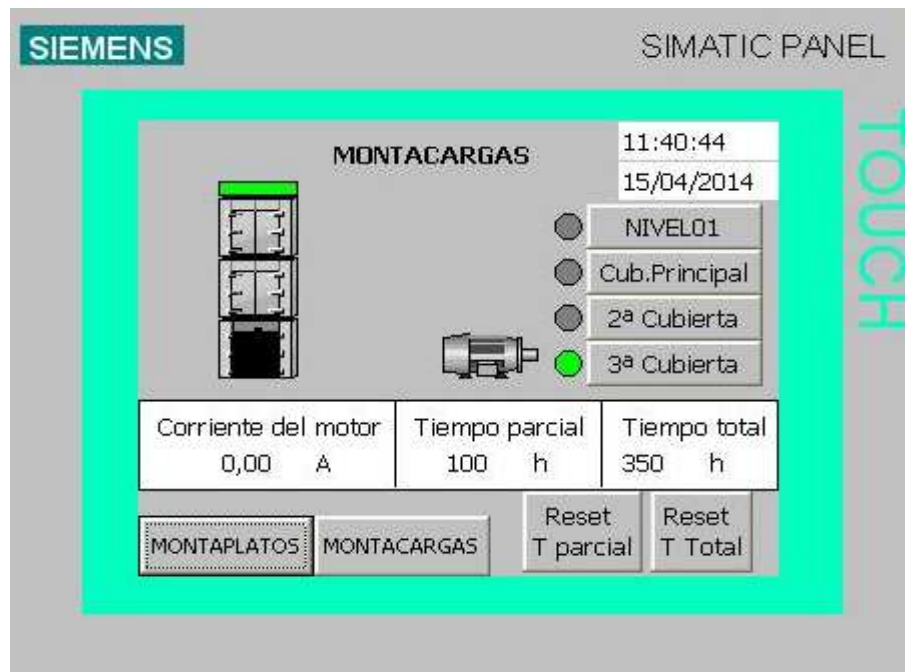 SIEMENS
SIMATIC PANEL
TOUCH
MONTACARGAS
11:40:44
15/04/2014
NIVEL01
Cub.Principal
2ª Cubierta
3ª Cubierta
Corriente del motor
0,00 A
Tiempo parcial
100 h
Tiempo total
350 h
MONTAPLATOS
MONTACARGAS
Reset
T parcial
Reset
T Total